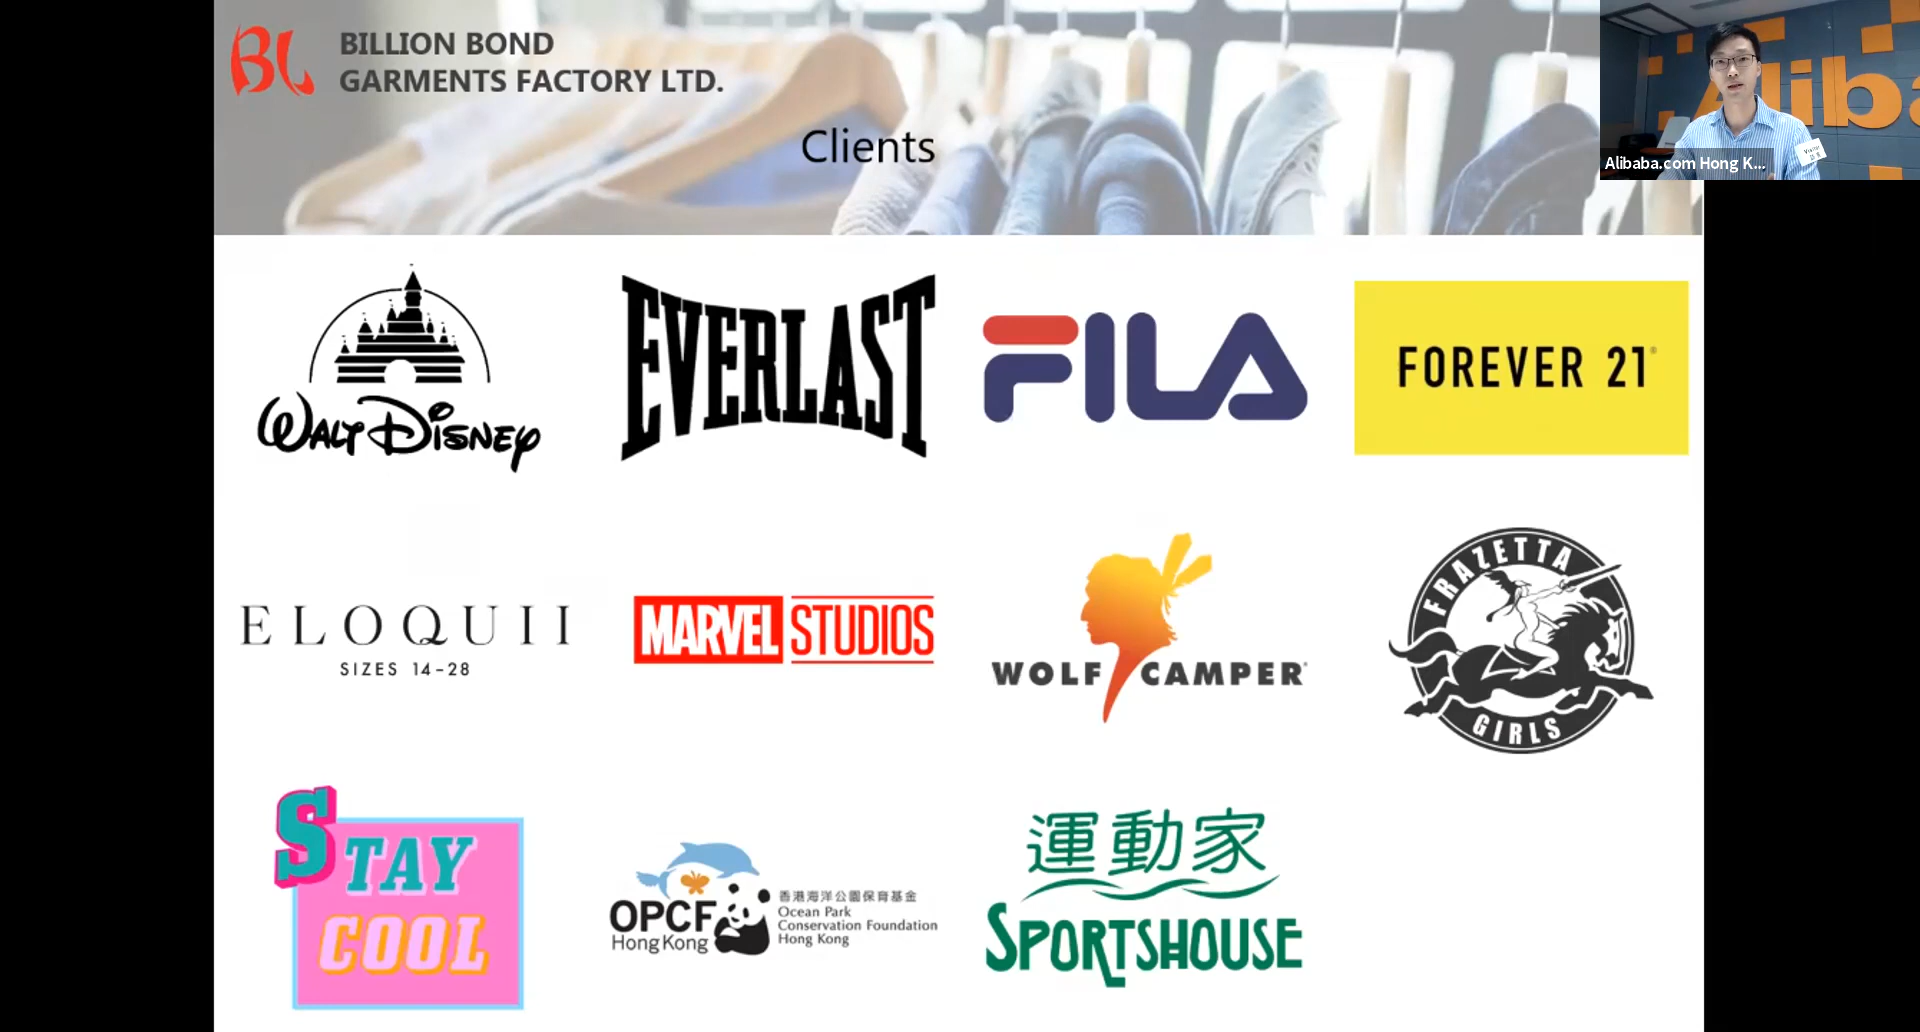 BL
BILLION BOND
GARMENTS FACTORY LTD.
Clients
Aliba
Alibaba.com Hong K...
WALT DISNEY
EVERLAST
FILA
FOREVER 21®
ELOQUII
SIZES 14-28
MARVEL STUDIOS
WOLF CAMPER
FRAZETTA
GIRLS
STAY
COOL
OPCF
Hong Kong
香港海洋公園保育基金
Ocean Park
Conservation Foundation
Hong Kong
運動家
SPORTSHOUSE